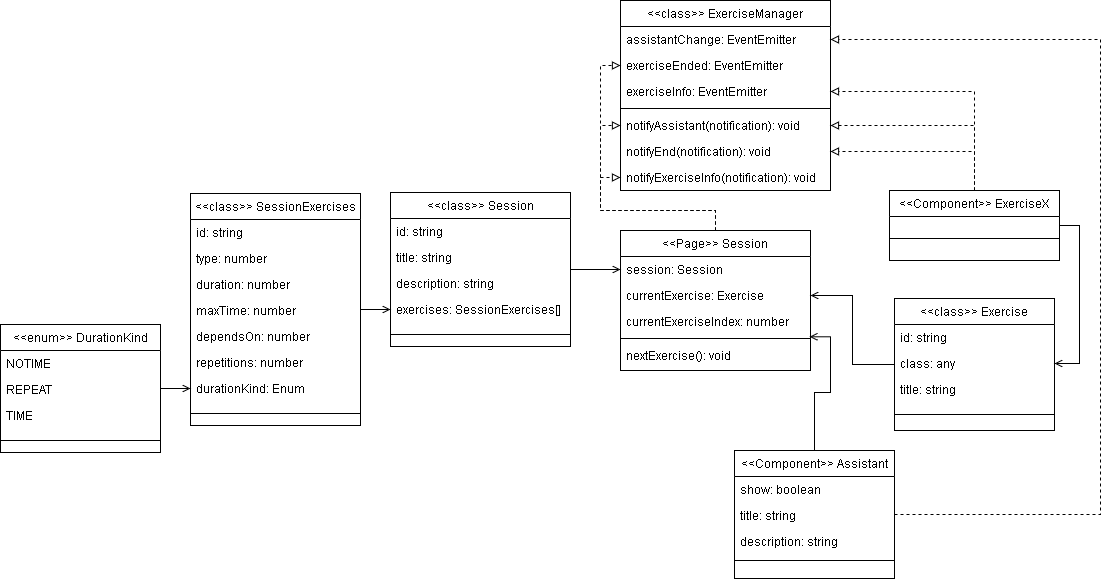 <<class>> ExerciseManager
assistantChange: EventEmitter
exerciseEnded: EventEmitter
exerciseInfo: EventEmitter
notifyAssistant(notification): void
notifyEnd(notification): void
notifyExerciseInfo(notification): void
<<class>> SessionExercises
id: string
type: number
duration: number
maxTime: number
dependsOn: number
repetitions: number
durationKind: Enum
<<class>> Session
id: string
title: string
description: string
exercises: SessionExercises[]
<<Component>> ExerciseX
<<Page>> Session
session: Session
currentExercise: Exercise
currentExerciseIndex: number
nextExercise(): void
<<class>> Exercise
id: string
class: any
title: string
<<enum>> DurationKind
NOTIME
REPEAT
TIME
<<Component>> Assistant
show: boolean
title: string
description: string